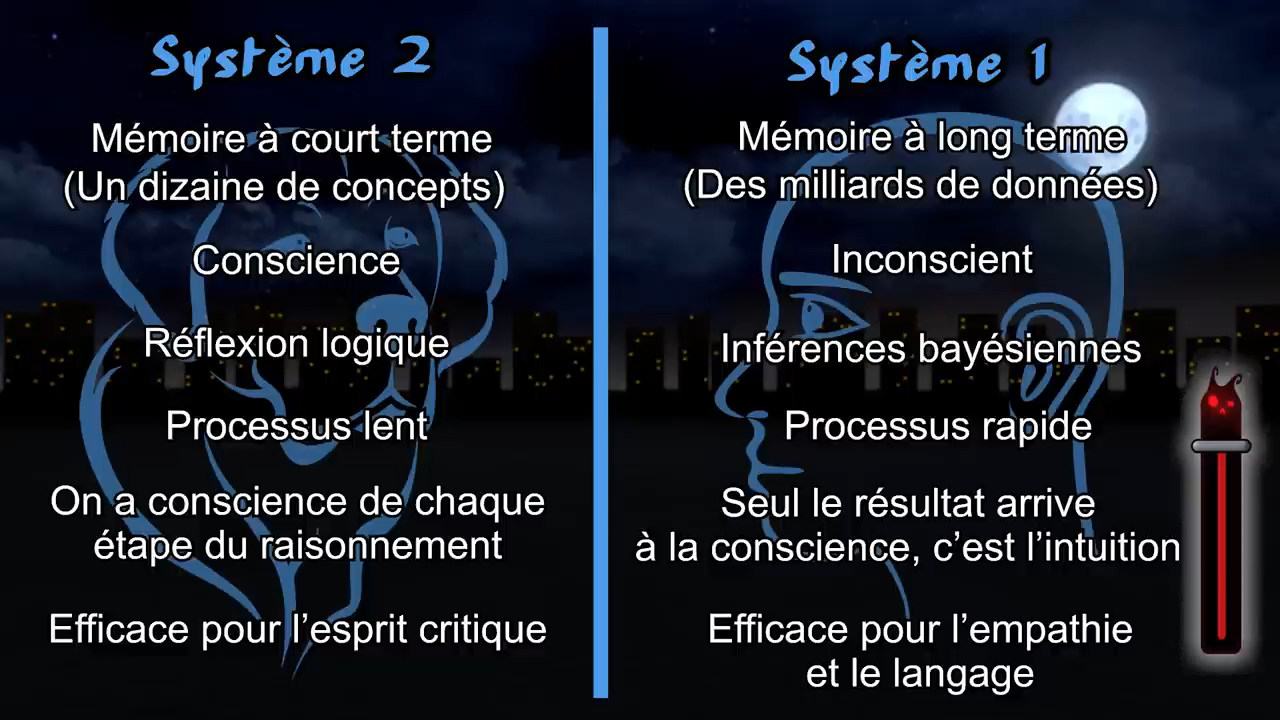 Système 2
Mémoire à court terme
(Un dizaine de concepts)
Conscience
Réflexion logique
Processus lent
On a conscience de chaque
étape du raisonnement
Efficace pour l'esprit critique
Système 1
Mémoire à long terme
(Des milliards de données)
Inconscient
Inférences bayésiennes
Processus rapide
Seul le résultat arrive
à la conscience, c'est l'intuition
Efficace pour l'empathie
et le langage